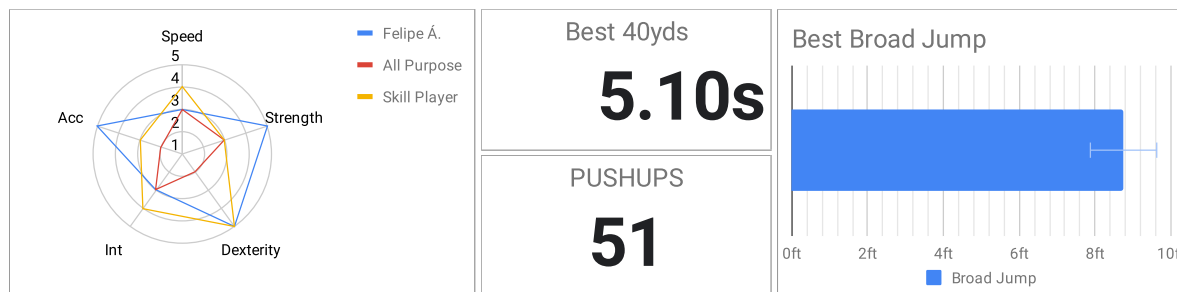 Speed
5
4
3
2
1
Acc
Strength
Int
Dexterity
Felipe Á.
All Purpose
Skill Player
Best 40yds
5.10s
PUSHUPS
51
Best Broad Jump
0ft 2ft 4ft 6ft 8ft
Broad Jump